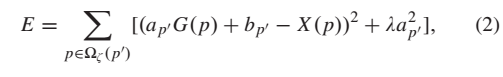 E = \sum_{p \in \Omega_{\zeta}(p')} [(a_{p'} G(p) + b_{p'} - X(p))^2 + \lambda a_{p'}^2], (2)